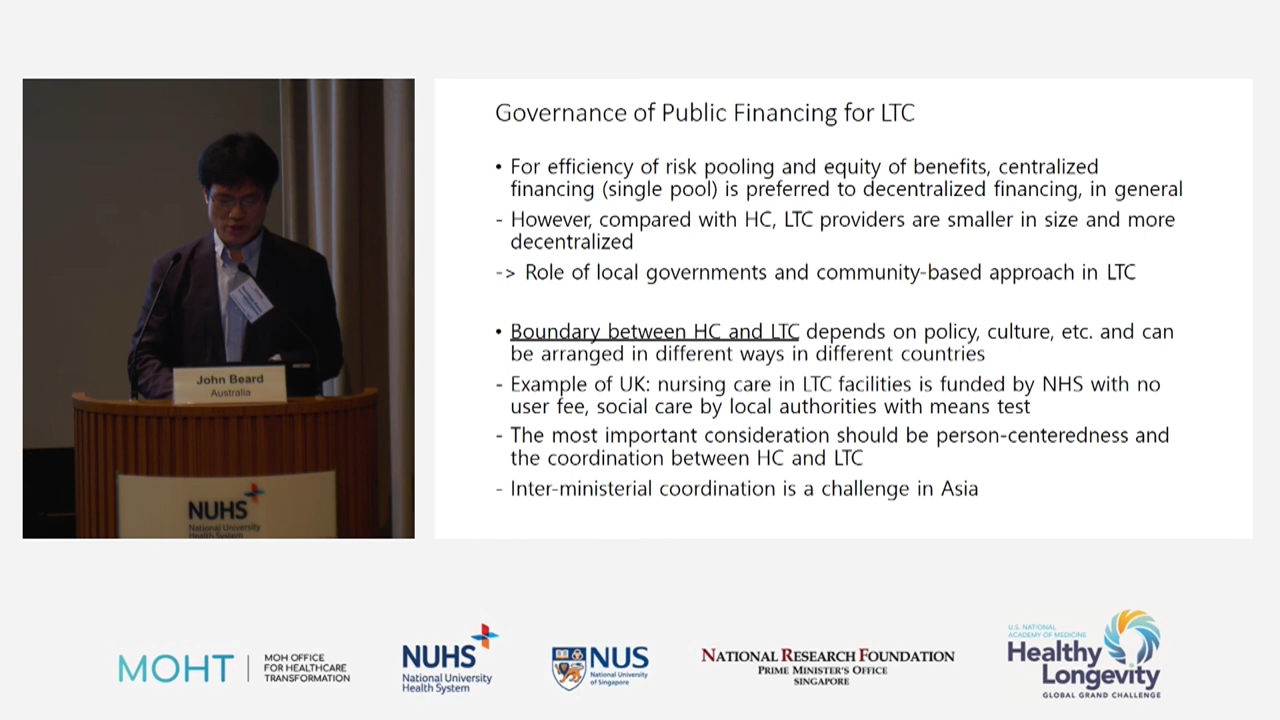 Governance of Public Financing for LTC
• For efficiency of risk pooling and equity of benefits, centralized
financing (single pool) is preferred to decentralized financing, in general
- However, compared with HC, LTC providers are smaller in size and more
decentralized
-> Role of local governments and community-based approach in LTC
• Boundary between HC and LTC depends on policy, culture, etc. and can
be arranged in different ways in different countries
- Example of UK: nursing care in LTC facilities is funded by NHS with no
user fee, social care by local authorities with means test
- The most important consideration should be person-centeredness and
the coordination between HC and LTC
- Inter-ministerial coordination is a challenge in Asia
John Beard
Australia
NUHS
National University
Health System
MOHT
MOH OFFICE
FOR HEALTHCARE
TRANSFORMATION
NUHS
National University
Health System
NUS
National University
of Singapore
NATIONAL RESEARCH FOUNDATION
PRIME MINISTER'S OFFICE
SINGAPORE
U.S. NATIONAL
ACADEMY OF MEDICINE
Healthy
Longevity
GLOBAL GRAND CHALLENGE